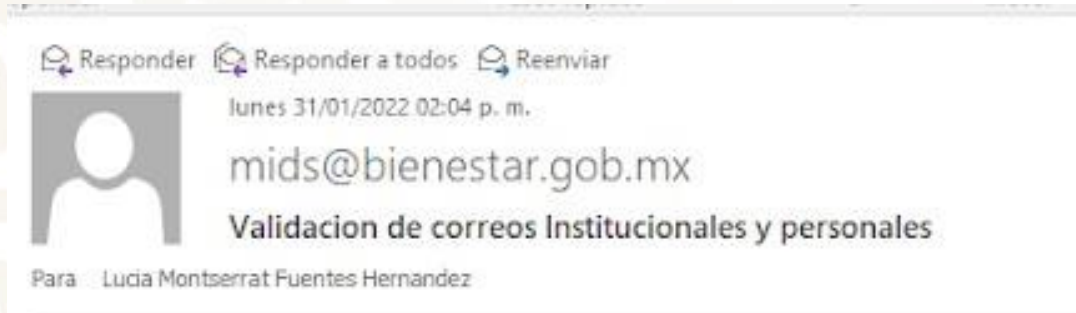 Responder Responder a todos Reenviar
lunes 31/01/2022 02:04 p. m.
mids@bienestar.gob.mx
Validacion de correos Institucionales y personales
Para Lucia Montserrat Fuentes Hernandez